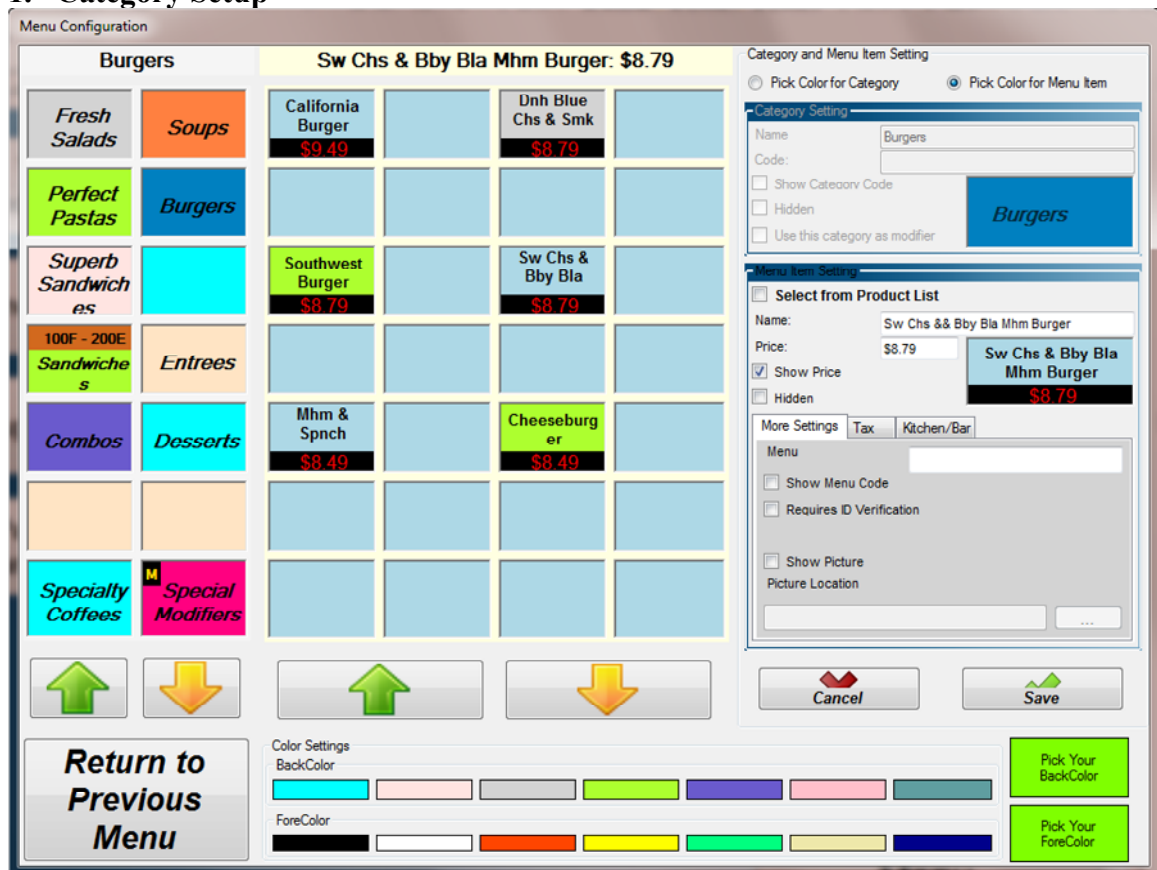 1. Category Setup
Menu Configuration
Burgers
Sw Chs & Bby Bla Mhm Burger: $8.79
Fresh
Salads
Soups
Perfect
Pastas
Burgers
Superb
Sandwich
es
100F - 200E
Sandwiche
s
Entrees
Combos
Desserts
Specialty
Coffees
M
Special
Modifiers
California
Burger
$9.49
Dnh Blue
Chs & Smk
$8.79
Southwest
Burger
$8.79
Sw Chs &
Bby Bla
$8.79
Mhm &
Spnch
$8.49
Cheeseburg
er
$8.49
Category and Menu Item Setting
Pick Color for Category
Pick Color for Menu Item
Category Setting
Name
Burgers
Code:
Show Category Code
Hidden
Use this category as modifier
Burgers
Menu Item Setting
Select from Product List
Name:
Sw Chs && Bby Bla Mhm Burger
Price:
$8.79
Show Price
Hidden
Sw Chs & Bby Bla
Mhm Burger
$8.79
More Settings
Tax
Kitchen/Bar
Menu
Show Menu Code
Requires ID Verification
Show Picture
Picture Location
...
Cancel
Save
Return to
Previous
Menu
Color Settings
BackColor
ForeColor
Pick Your
BackColor
Pick Your
ForeColor